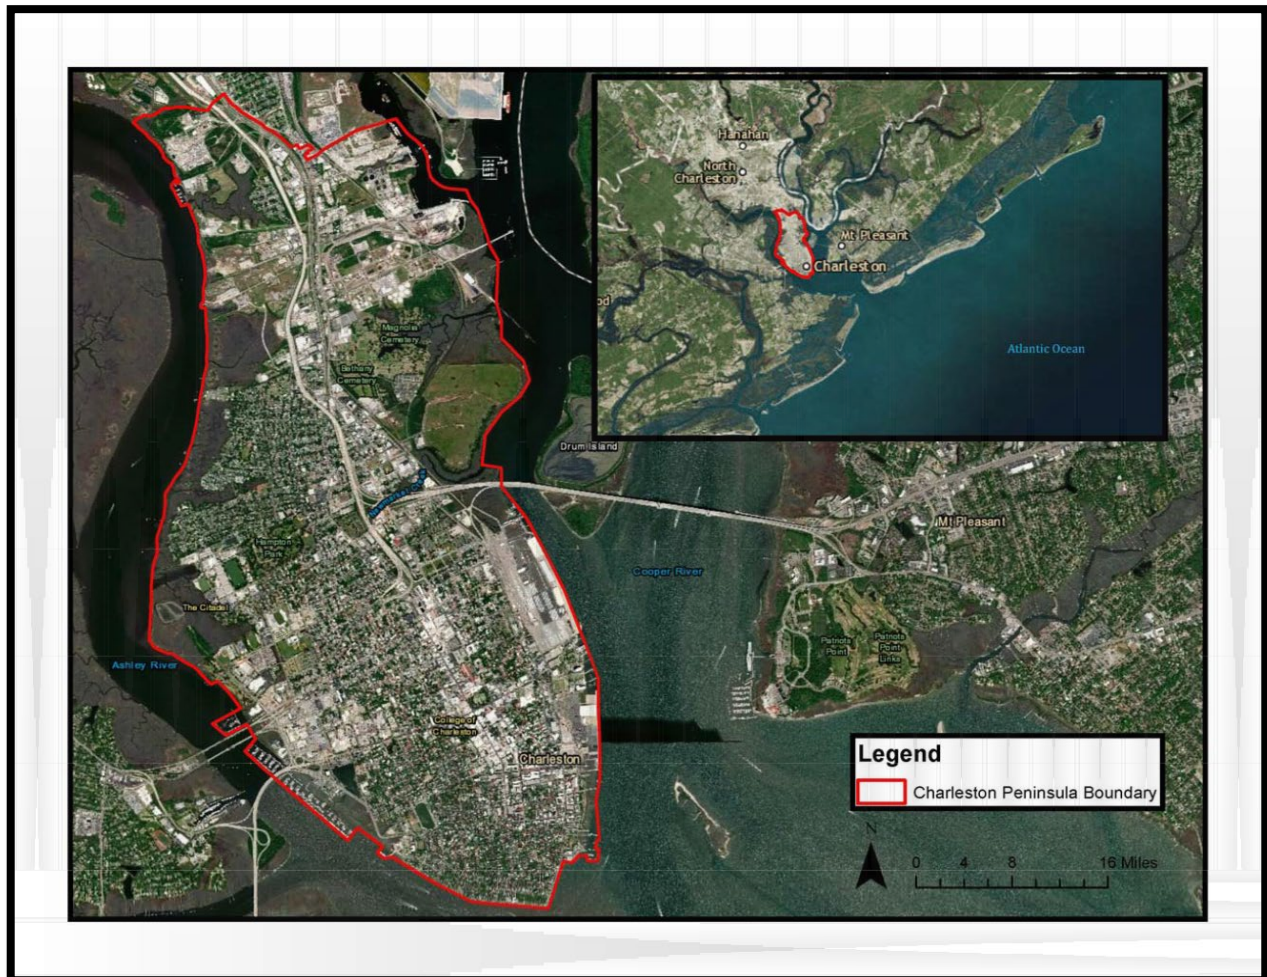 Hanahan
North
Charleston
Mt Pleasant
Charleston
od
Atlantic Ocean
Magnolia
Cemetery
Bethany
Cemetery
Drum Island
Hampton
Park
Mt Pleasant
Cooper River
The Citadel
Ashley River
Patriots
Point
Patriots
Point
Links
College of
Charleston
Charleston
Legend
Charleston Peninsula Boundary
N
0 4 8 16 Miles